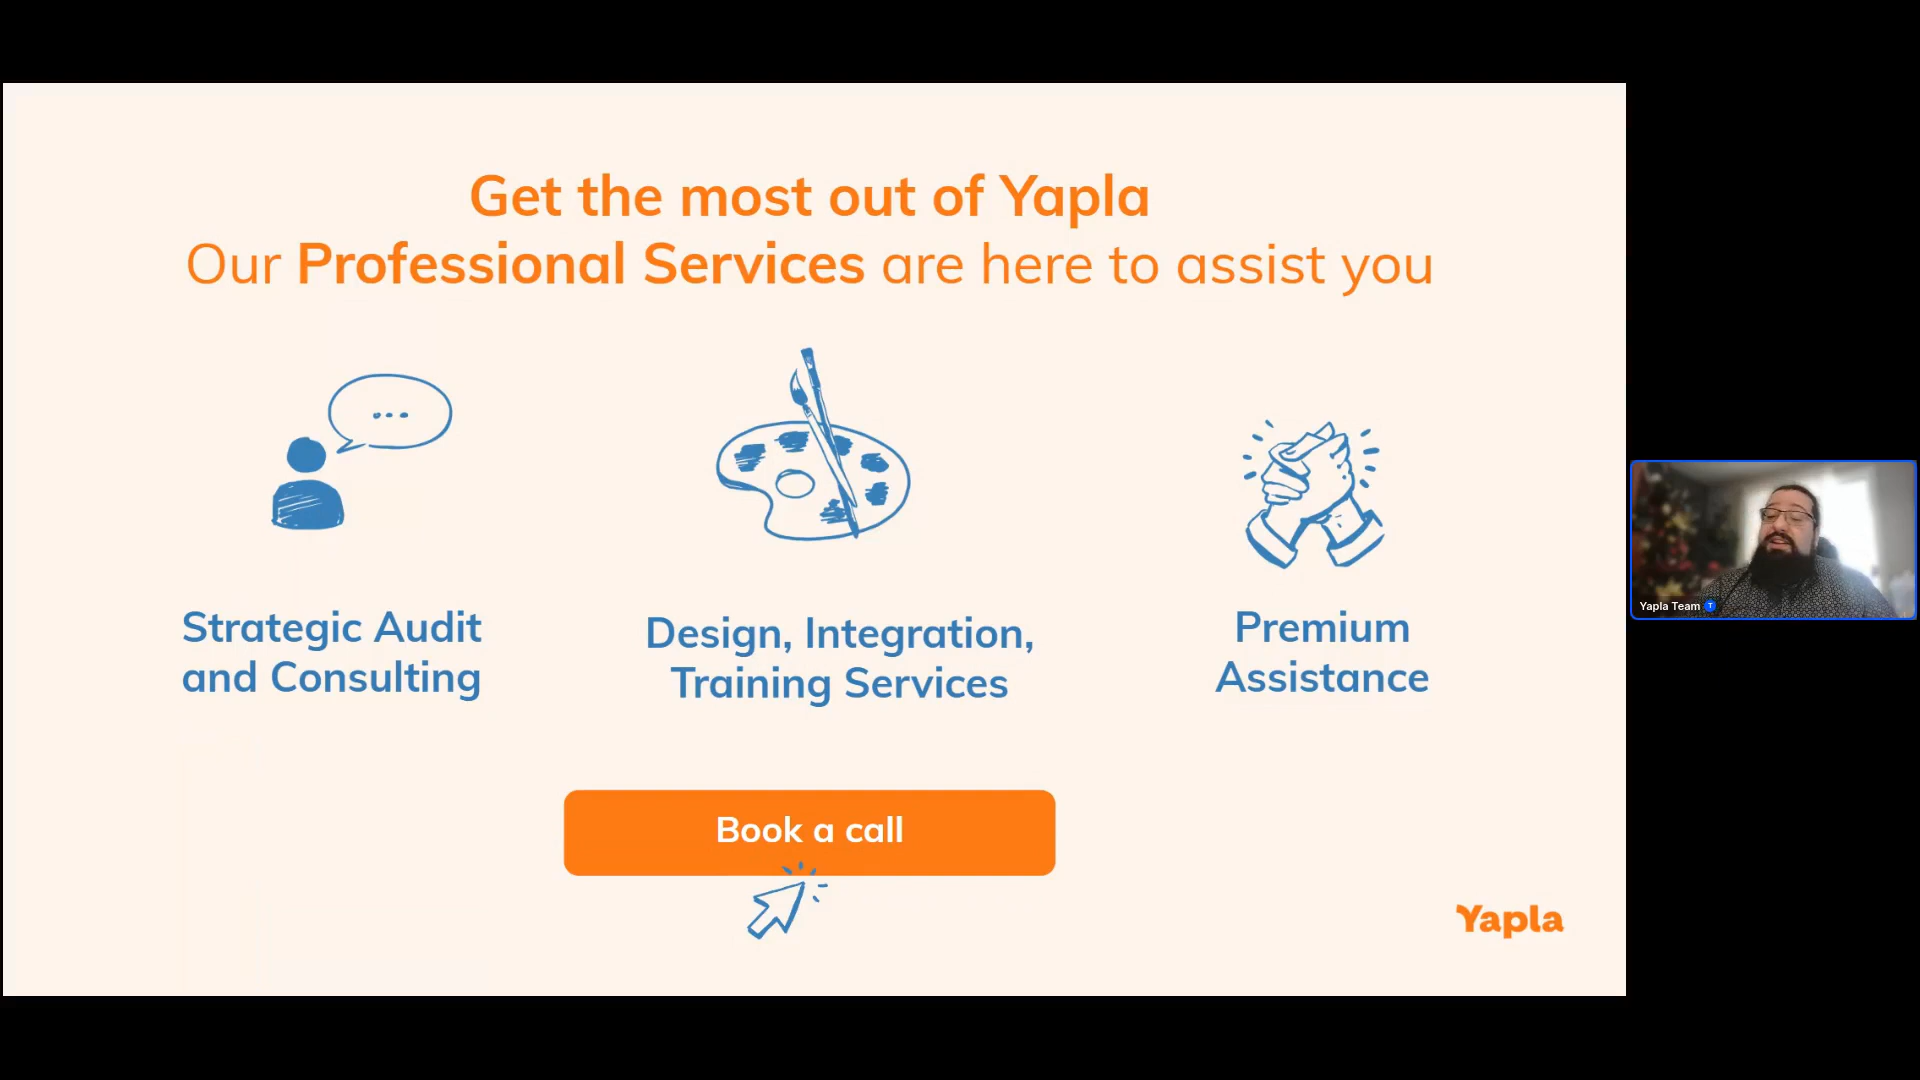 Get the most out of Yapla
Our Professional Services are here to assist you
Strategic Audit
and Consulting
Design, Integration,
Training Services
Premium
Assistance
Book a call
Yapla
Yapla Team T